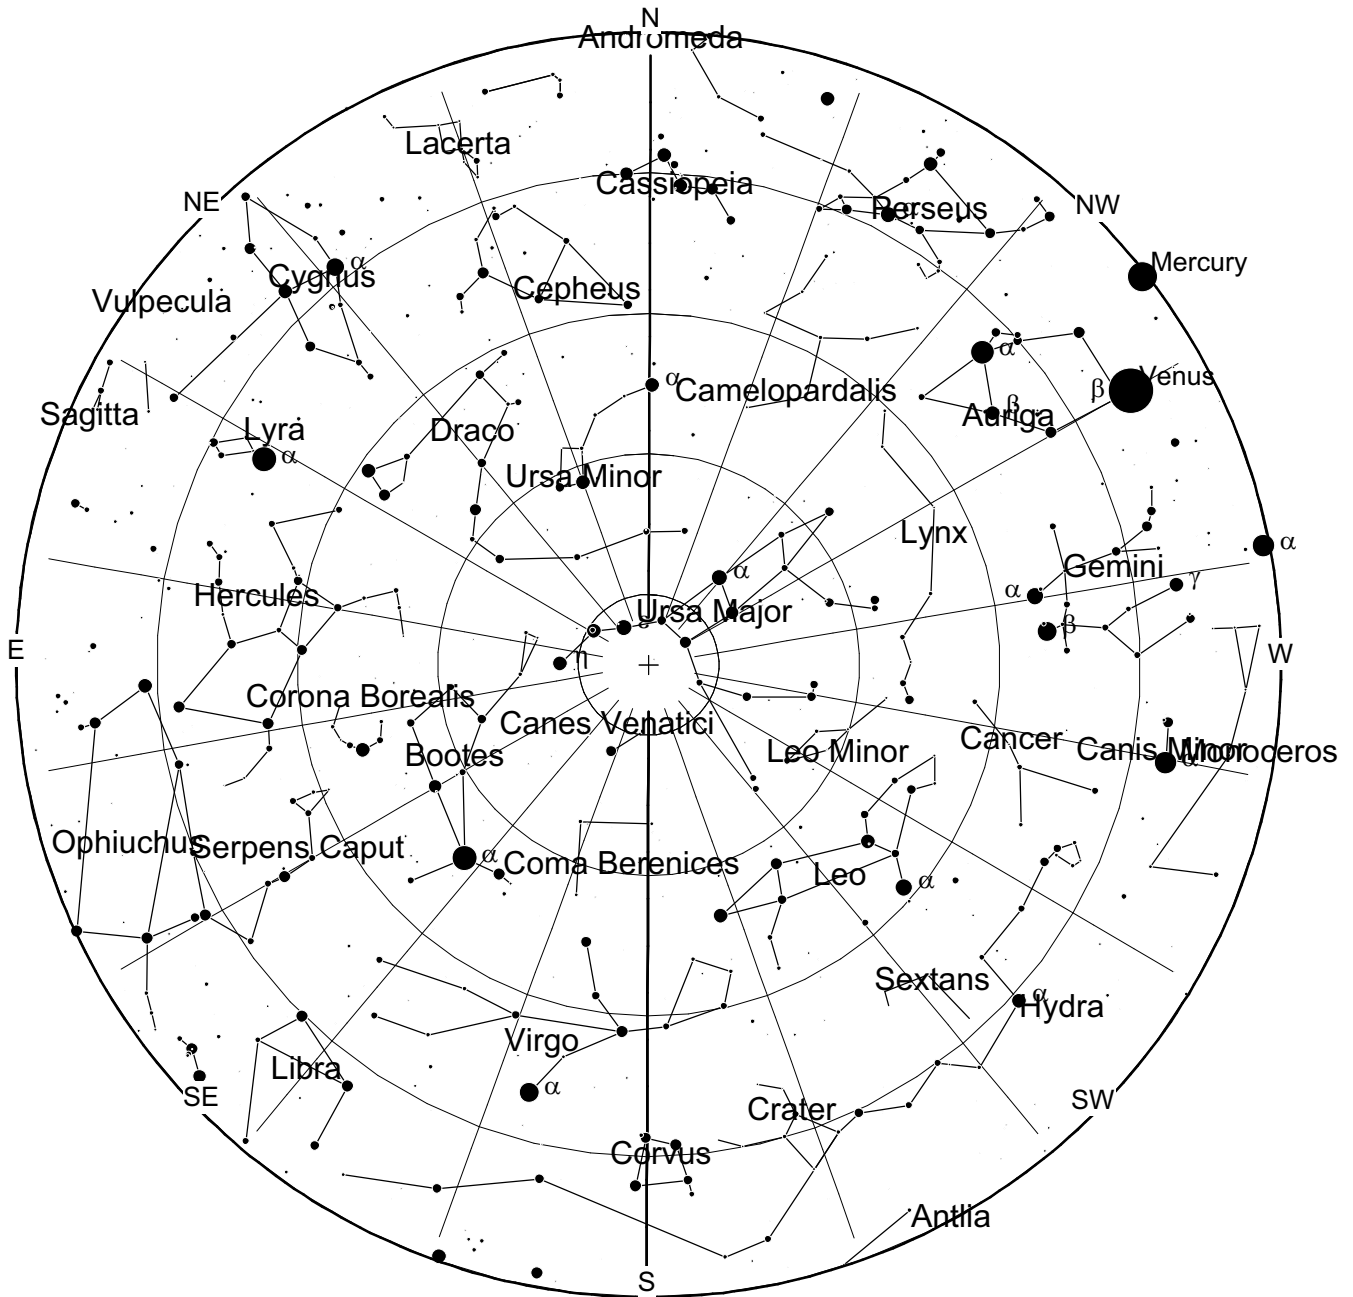 N
Andromeda
Lacerta
Cassiopeia
NE
Perseus
NW
Mercury
α
Cygnus
Cepheus
Vulpecula
α
Venus
α
Camelopardalis
β
β
Auriga
Sagitta
Lyra
Draco
α
Ursa Minor
Lynx
α
Gemini
α
α
γ
Hercules
Ursa Major
ε
β
η
E
W
Corona Borealis
Canes Venatici
Bootes
Leo Minor
Cancer
Canis Minor
Monoceros
α
Ophiuchus
Serpens Caput
α
Coma Berenices
Leo
α
Sextans
α
Hydra
Virgo
Libra
α
SE
Crater
SW
Corvus
Antlia
S